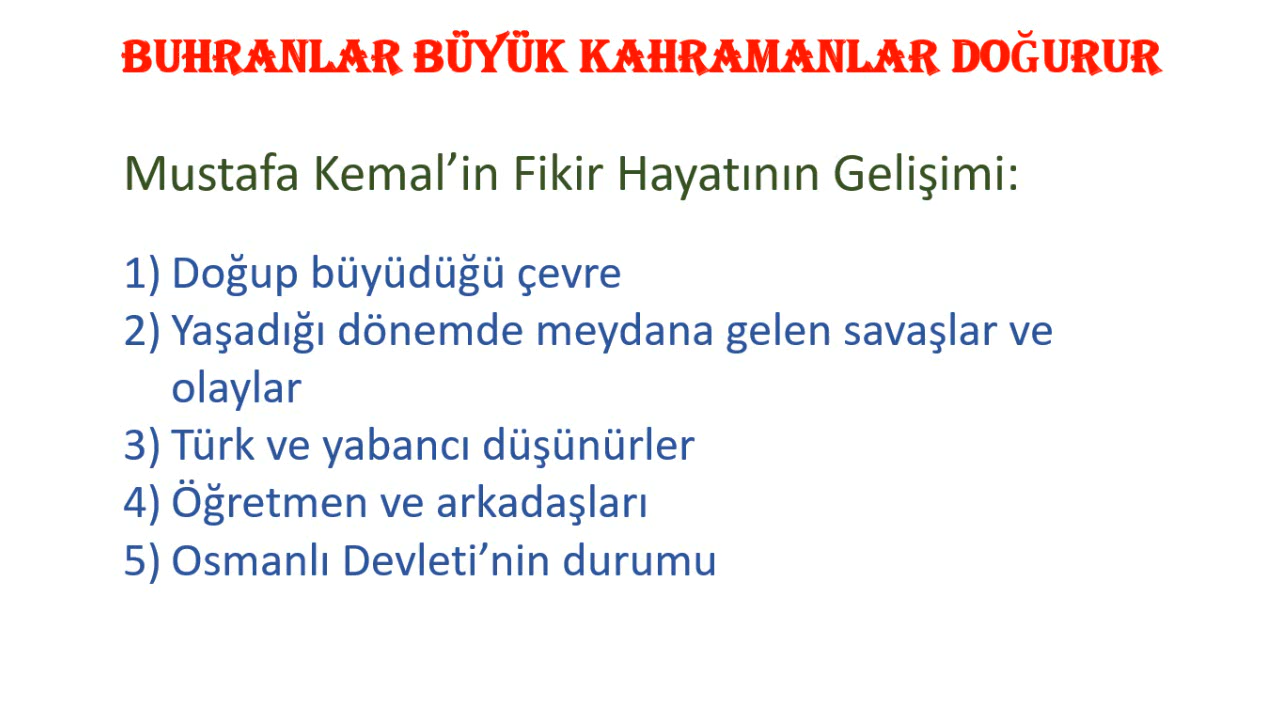 BUHRANLAR BÜYÜK KAHRAMANLAR DOĞURUR
Mustafa Kemal’in Fikir Hayatının Gelişimi:
1) Doğup büyüdüğü çevre
2) Yaşadığı dönemde meydana gelen savaşlar ve
olaylar
3) Türk ve yabancı düşünürler
4) Öğretmen ve arkadaşları
5) Osmanlı Devleti’nin durumu